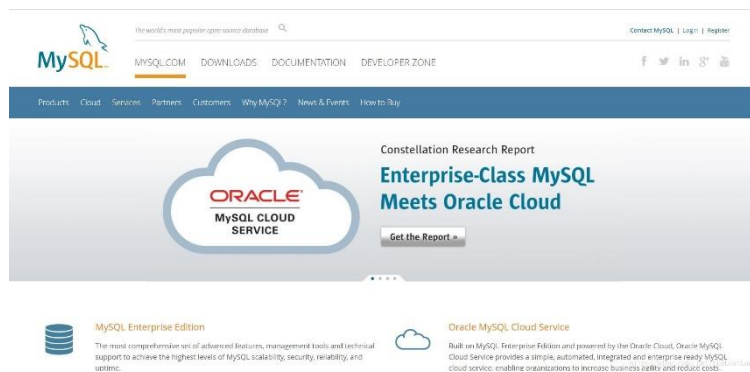 The world's most popular open source database
Contact MySQL | Login | Register
MySQL™
MYSQL.COM DOWNLOADS DOCUMENTATION DEVELOPER ZONE
Products Cloud Services Partners Customers Why MySQL? News & Events How to Buy
Constellation Research Report
Enterprise-Class MySQL
Meets Oracle Cloud
Get the Report »
ORACLE
MySQL CLOUD
SERVICE
MySQL Enterprise Edition
The most comprehensive set of advanced features, management tools and technical
support to achieve the highest levels of MySQL scalability, security, reliability, and
uptime.
Oracle MySQL Cloud Service
Built on MySQL Enterprise Edition and powered by the Oracle Cloud, Oracle MySQL
Cloud Service provides a simple, automated, integrated and enterprise ready MySQL
cloud service, enabling organizations to increase business agility and reduce costs.